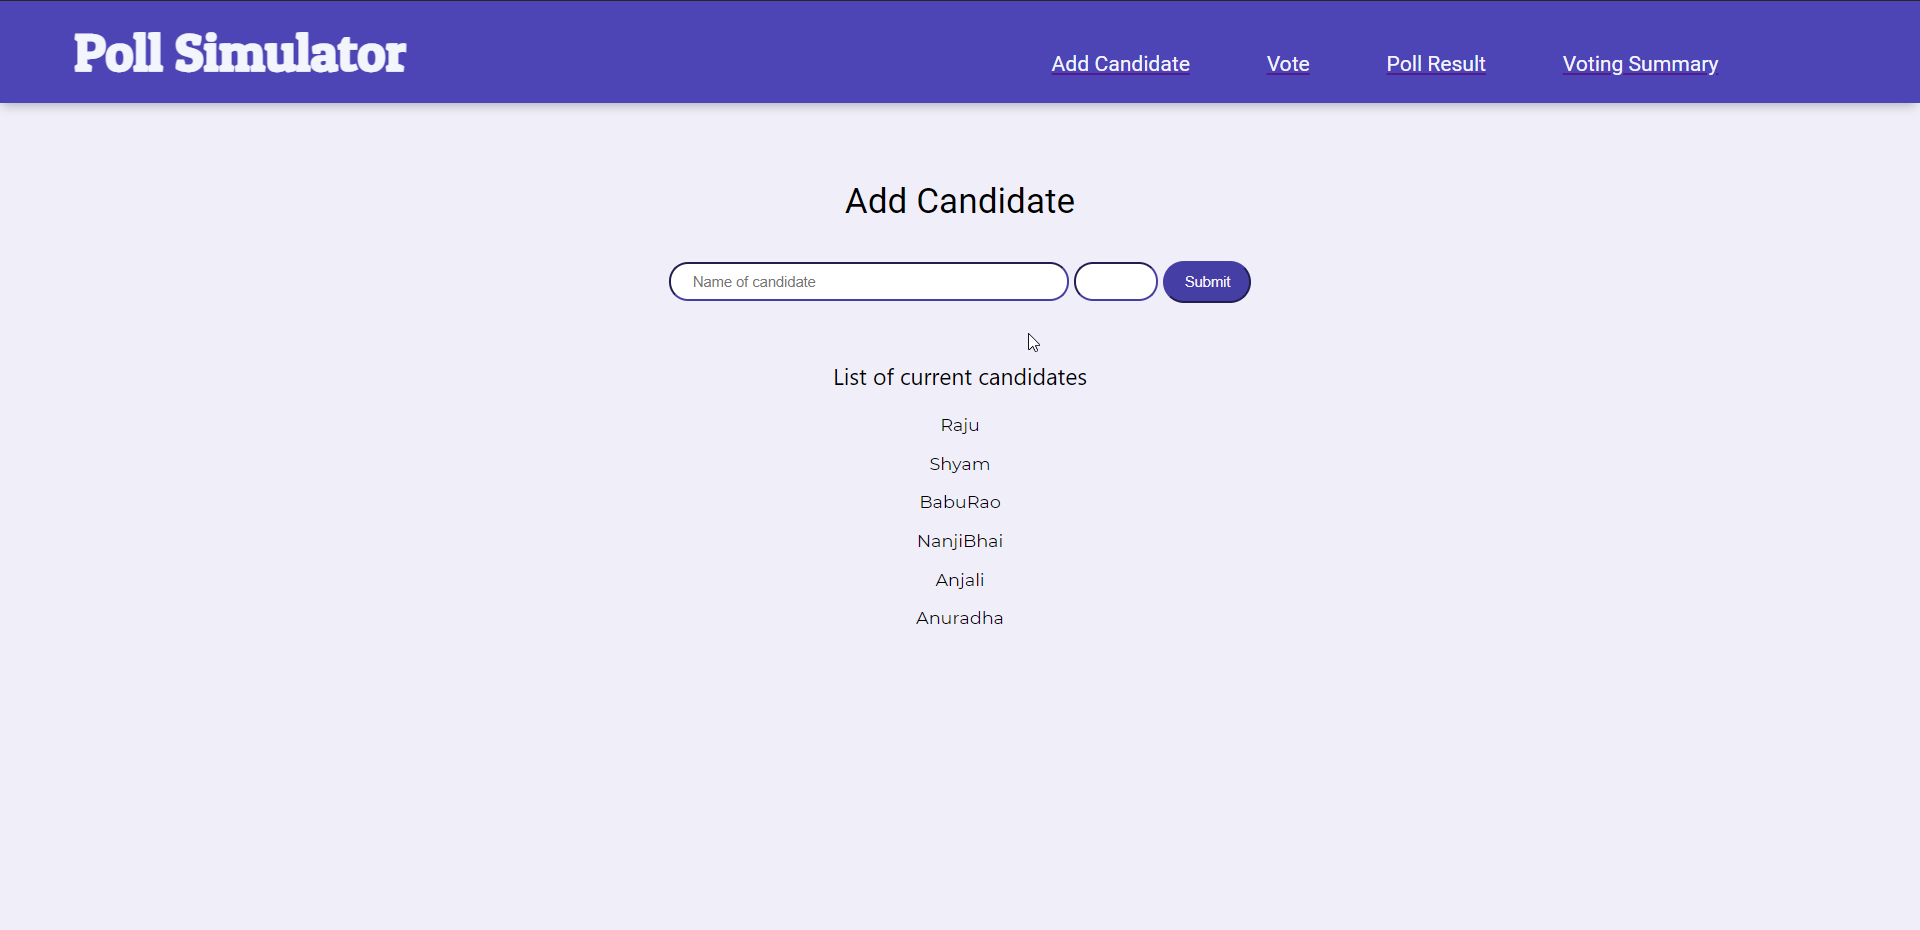 Poll Simulator
Add Candidate Vote Poll Result Voting Summary
Add Candidate
Name of candidate Submit
List of current candidates
Raju
Shyam
BabuRao
NanjiBhai
Anjali
Anuradha